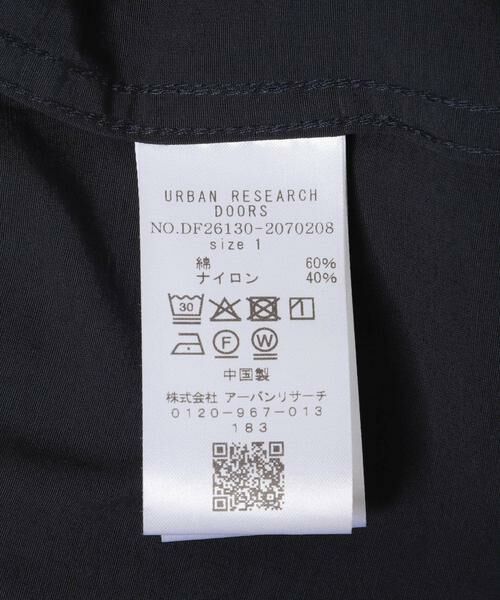 URBAN RESEARCH
DOORS
NO.DF26130-2070208
size 1
綿 60%
ナイロン 40%
30
F W
中国製
株式会社 アーバンリサーチ
0120-967-013
183